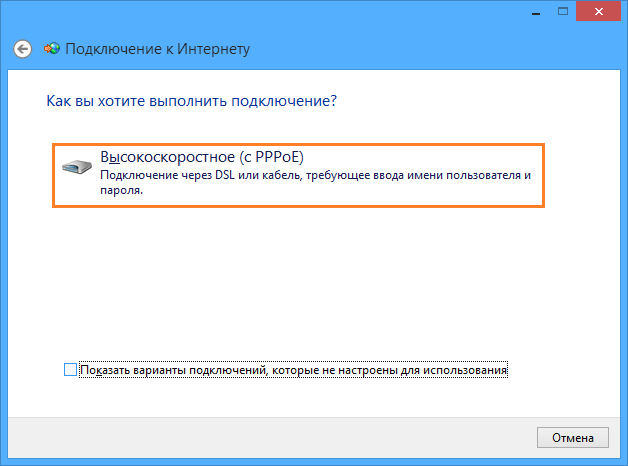 Подключение к Интернету
Как вы хотите выполнить подключение?
Высокоскоростное (с PPPoE)
Подключение через DSL или кабель, требующее ввода имени пользователя и
пароля.
Показать варианты подключений, которые не настроены для использования
Отмена